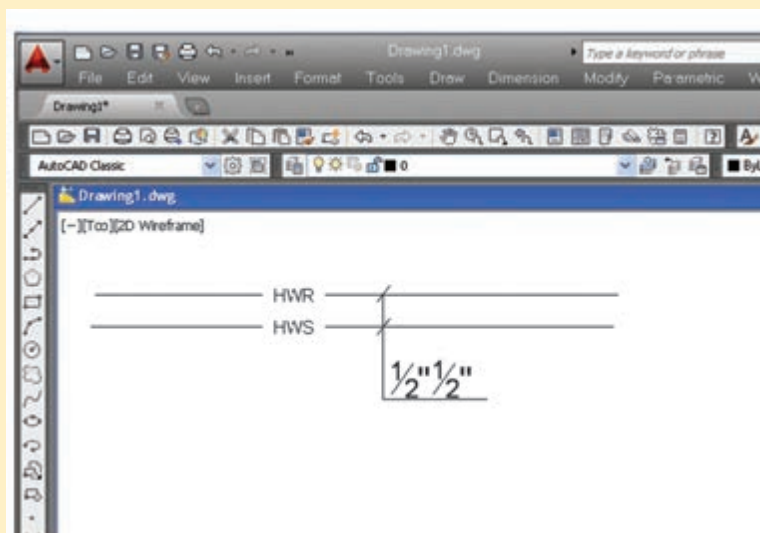 Drawing1.dwg
Type a keyword or phrase
File Edit View Insert Format Tools Draw Dimension Modify Parametric W
Drawing1*
AutoCAD Classic
0
ByL
Drawing1.dwg
[-][Top][2D Wireframe]
HWR
HWS
1/2" 1/2"